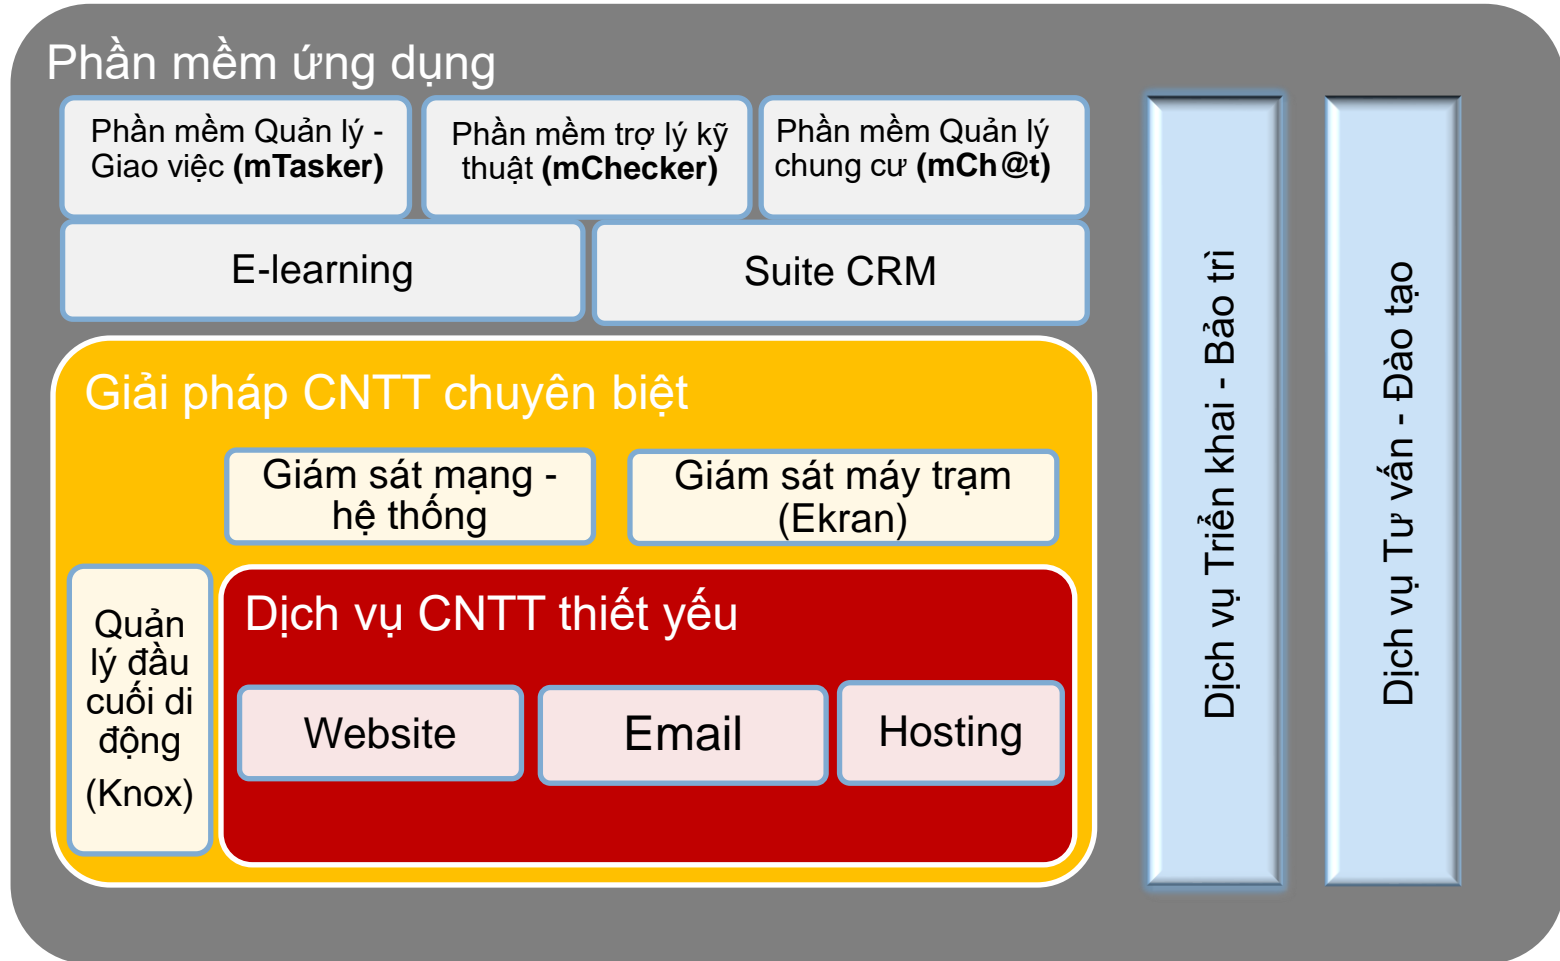 Phần mềm ứng dụng
Phần mềm Quản lý -
Giao việc (mTasker)
Phần mềm trợ lý kỹ
thuật (mChecker)
Phần mềm Quản lý
chung cư (mCh@t)
E-learning
Suite CRM
Giải pháp CNTT chuyên biệt
Giám sát mạng -
hệ thống
Giám sát máy trạm
(Ekran)
Quản
lý đầu
cuối di
động
(Knox)
Dịch vụ CNTT thiết yếu
Website
Email
Hosting
Dịch vụ Triển khai - Bảo trì
Dịch vụ Tư vấn - Đào tạo